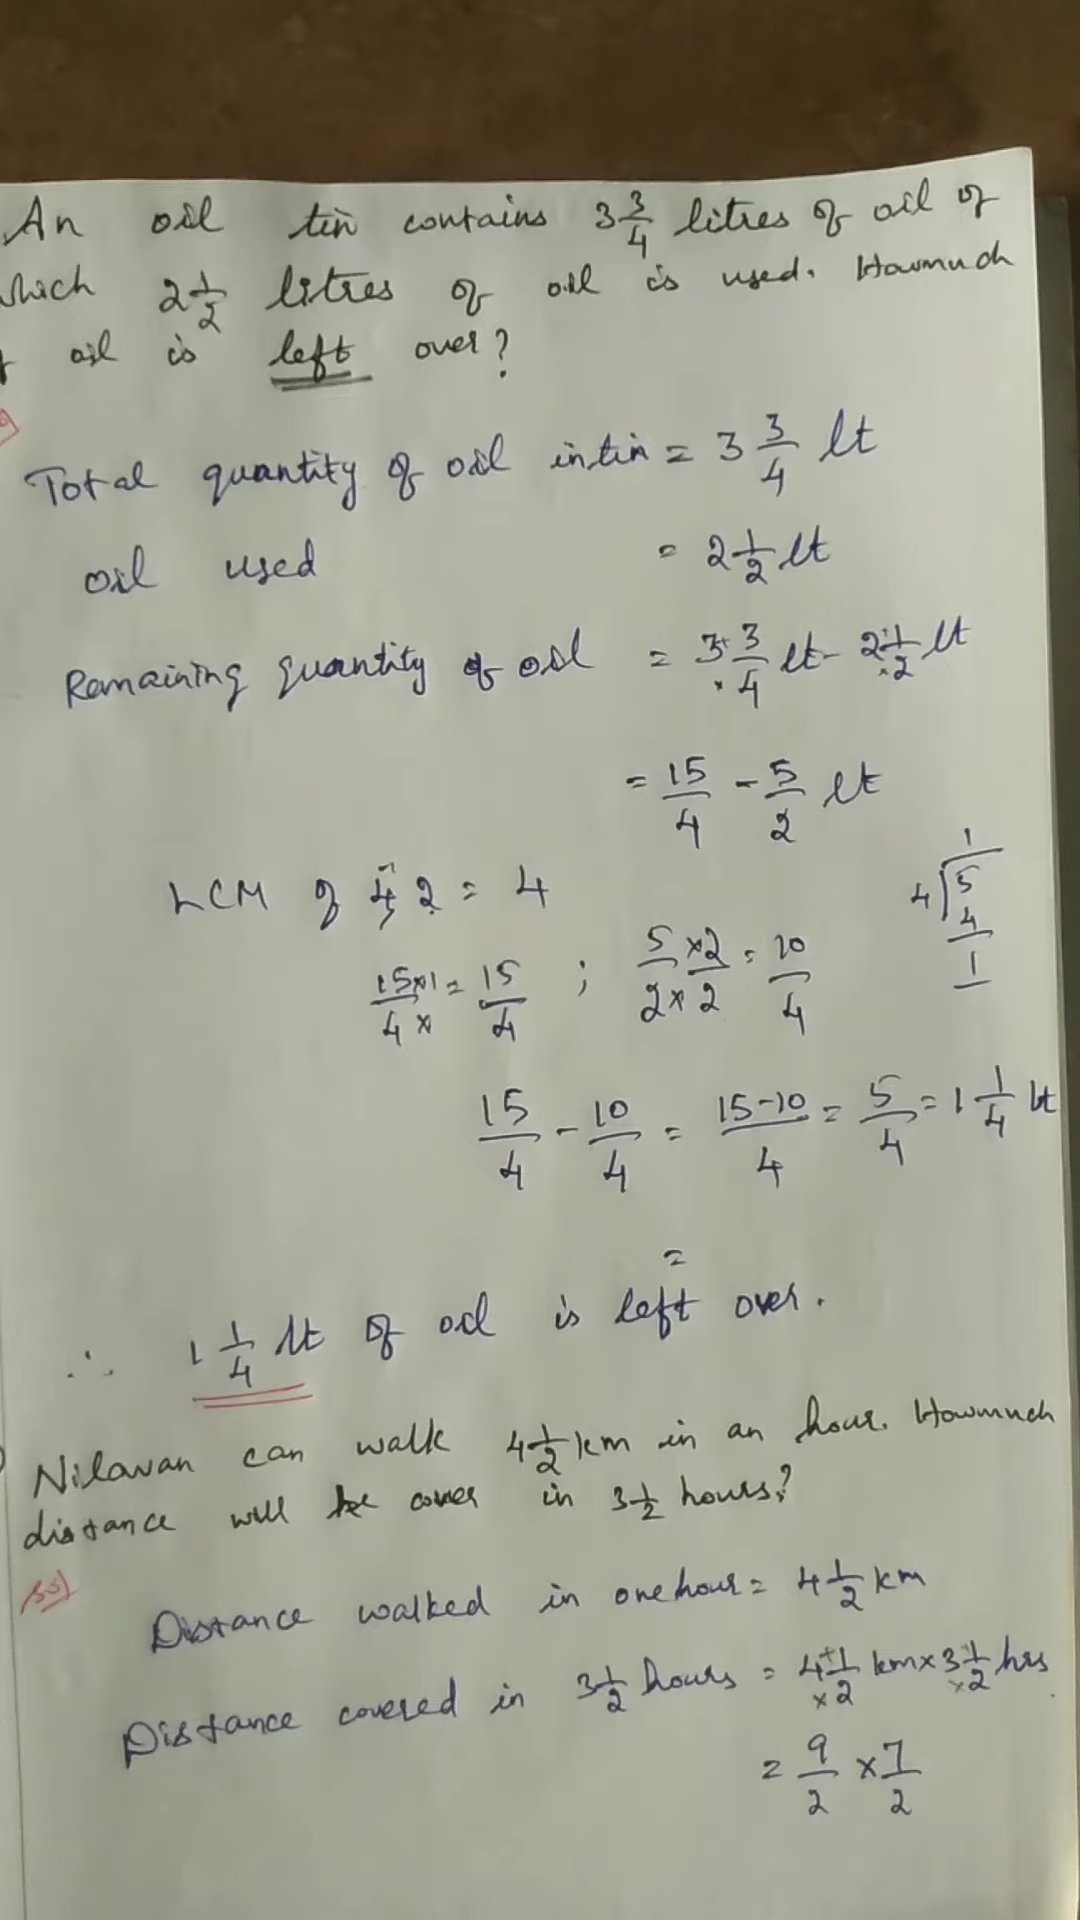 An oil tin contains 3 3/4 litres of oil of
which 2 1/2 litres of oil is used. Howmuch
oil is left over?
Total quantity of oil in tin = 3 3/4 lt
oil used = 2 1/2 lt
Remaining quantity of oil = 3 3/4 lt - 2 1/2 lt
= 15/4 - 5/2 lt
LCM of 4, 2 = 4
1
4 5
4
1
15×1/4× = 15/4 ; 5×2/2×2 = 10/4
15/4 - 10/4 = 15-10/4 = 5/4 = 1 1/4 lt
=
∴ 1 1/4 lt of oil is left over.
Nilavan can walk 4 1/2 km in an hour. Howmuch
distance will he cover in 3 1/2 hours?
Sol
Distance walked in one hour = 4 1/2 km
Distance covered in 3 1/2 hours = 4 1/2 km × 3 1/2 hrs
= 9/2 × 7/2